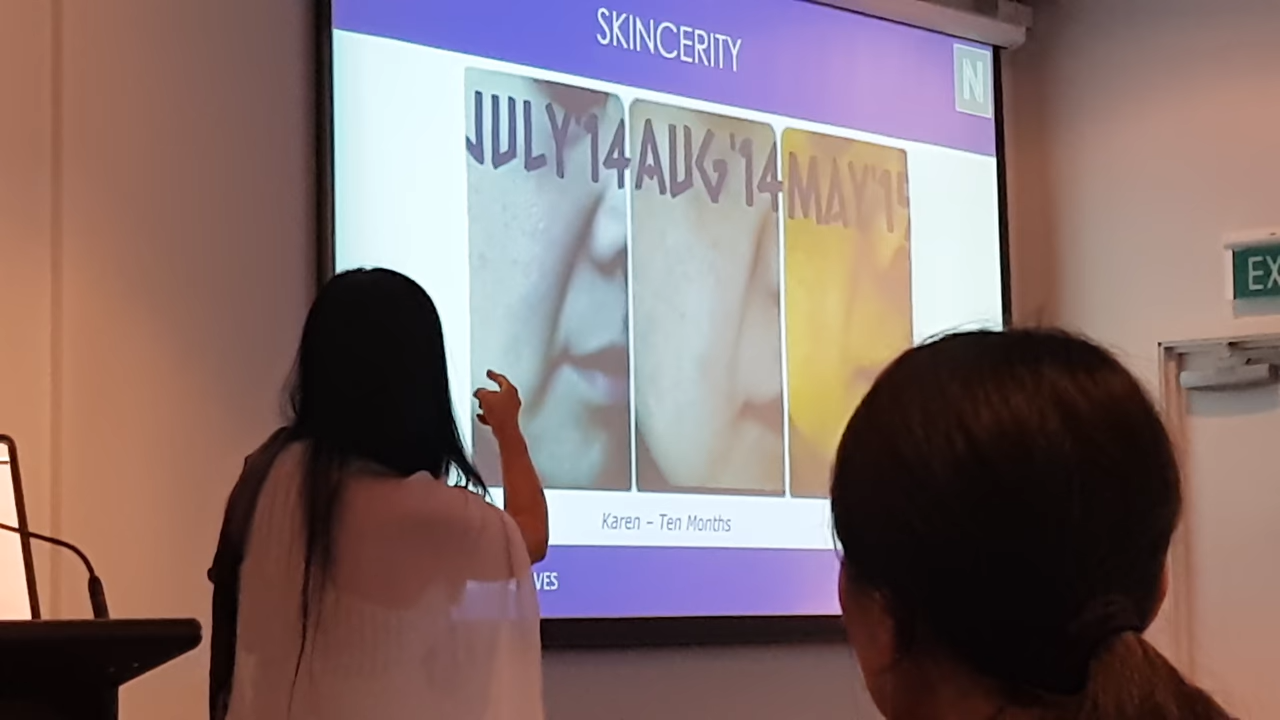 SKINCERITY
N
JULY'14
AUG'14
MAY'15
Karen – Ten Months
VES
EX